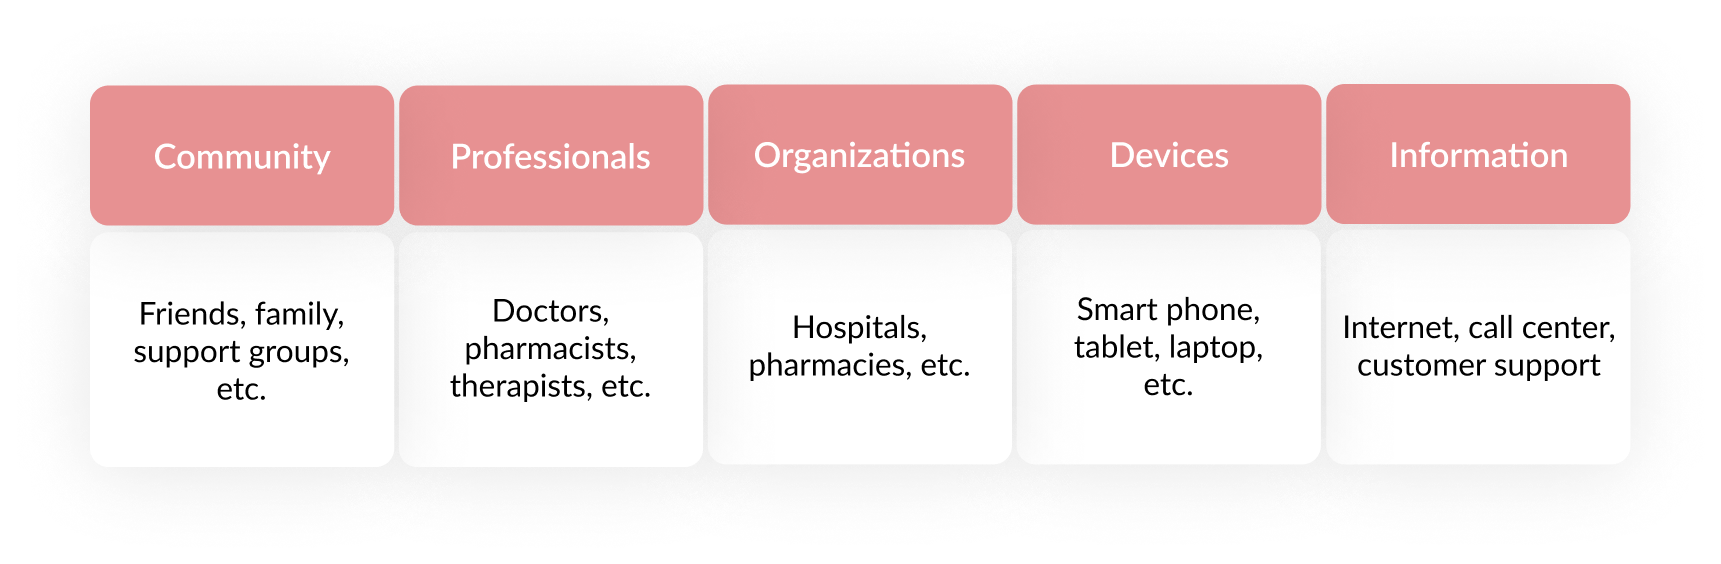 Community
Professionals
Organizations
Devices
Information
Friends, family,
support groups,
etc.
Doctors,
pharmacists,
therapists, etc.
Hospitals,
pharmacies, etc.
Smart phone,
tablet, laptop,
etc.
Internet, call center,
customer support